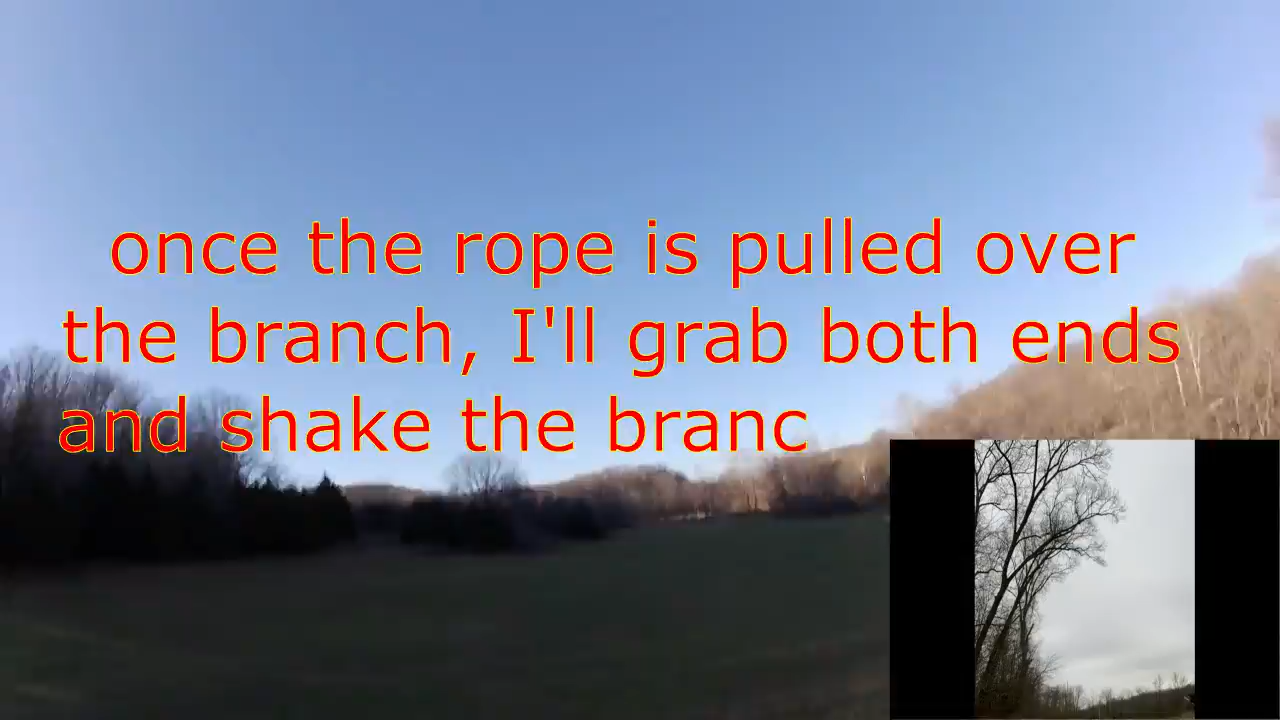 once the rope is pulled over
the branch, I'll grab both ends
and shake the branc